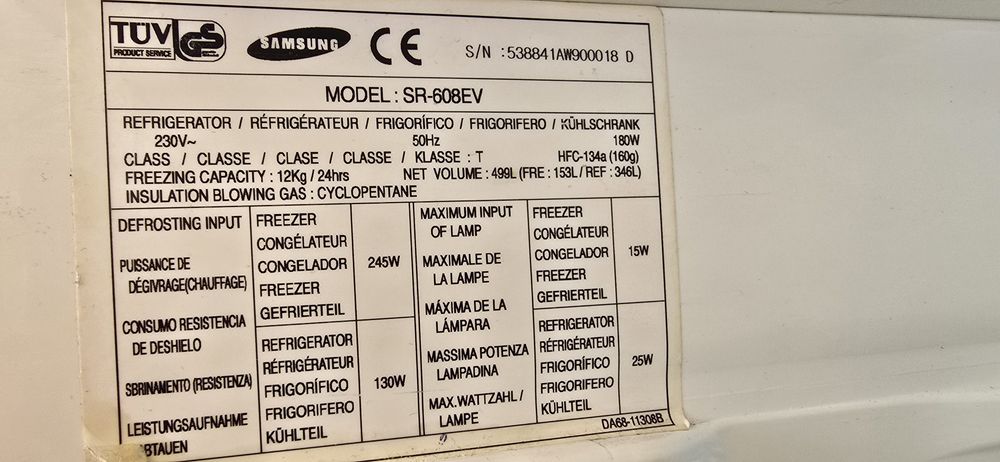 TÜV
PRODUCT SERVICE
GS
SAMSUNG
CE
S/N : 538841AW900018 D
MODEL : SR-608EV
REFRIGERATOR / RÉFRIGÉRATEUR / FRIGORÍFICO / FRIGORIFERO / KÜHLSCHRANK
230V~ 50Hz 180W
CLASS / CLASSE / CLASE / CLASSE / KLASSE : T HFC-134a (160g)
FREEZING CAPACITY : 12Kg / 24hrs NET VOLUME : 499L (FRE : 153L / REF : 346L)
INSULATION BLOWING GAS : CYCLOPENTANE
DEFROSTING INPUT
PUISSANCE DE
DÉGIVRAGE(CHAUFFAGE)
CONSUMO RESISTENCIA
DE DESHIELO
SBRINAMENTO (RESISTENZA)
LEISTUNGSAUFNAHME
BTAUEN
FREEZER
CONGÉLATEUR
CONGELADOR
FREEZER
GEFRIERTEIL
245W
REFRIGERATOR
RÉFRIGÉRATEUR
FRIGORÍFICO
FRIGORIFERO
KÜHLTEIL
130W
MAXIMUM INPUT
OF LAMP
MAXIMALE DE
LA LAMPE
MÁXIMA DE LA
LÁMPARA
MASSIMA POTENZA
LAMPADINA
MAX.WATTZAHL /
LAMPE
FREEZER
CONGÉLATEUR
CONGELADOR
FREEZER
GEFRIERTEIL
15W
REFRIGERATOR
RÉFRIGÉRATEUR
FRIGORÍFICO
FRIGORIFERO
KÜHLTEIL
25W
DA68-11308B